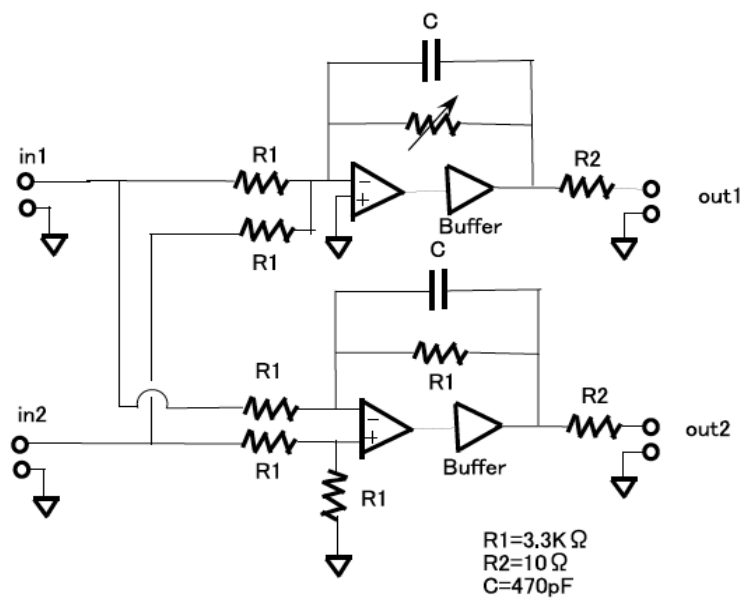 C
R1
in1
R2
−
+
out1
R1
Buffer
C
R1
R1
in2
R2
−
+
out2
R1
Buffer
R1
R1=3.3KΩ
R2=10Ω
C=470pF